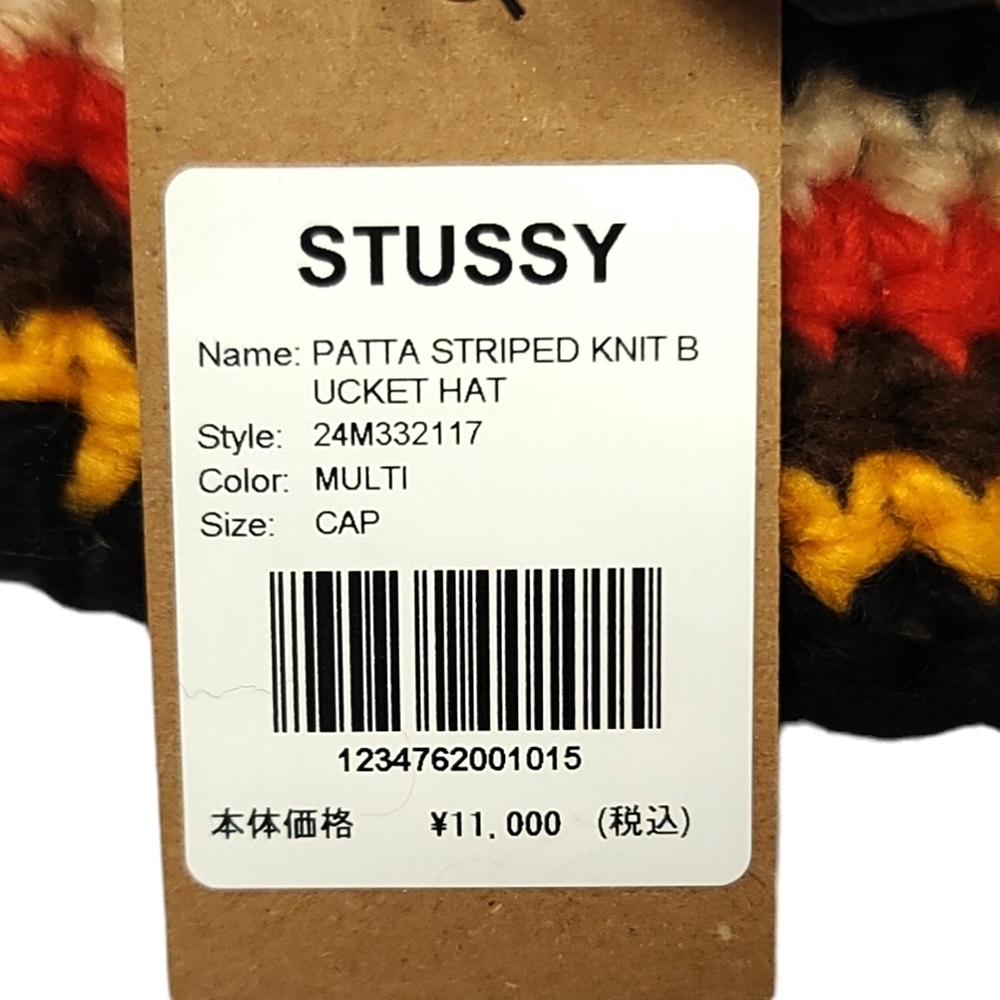 STUSSY
Name: PATTA STRIPED KNIT B
UCKET HAT
Style: 24M332117
Color: MULTI
Size: CAP
1234762001015
本体価格 ¥11,000 (税込)